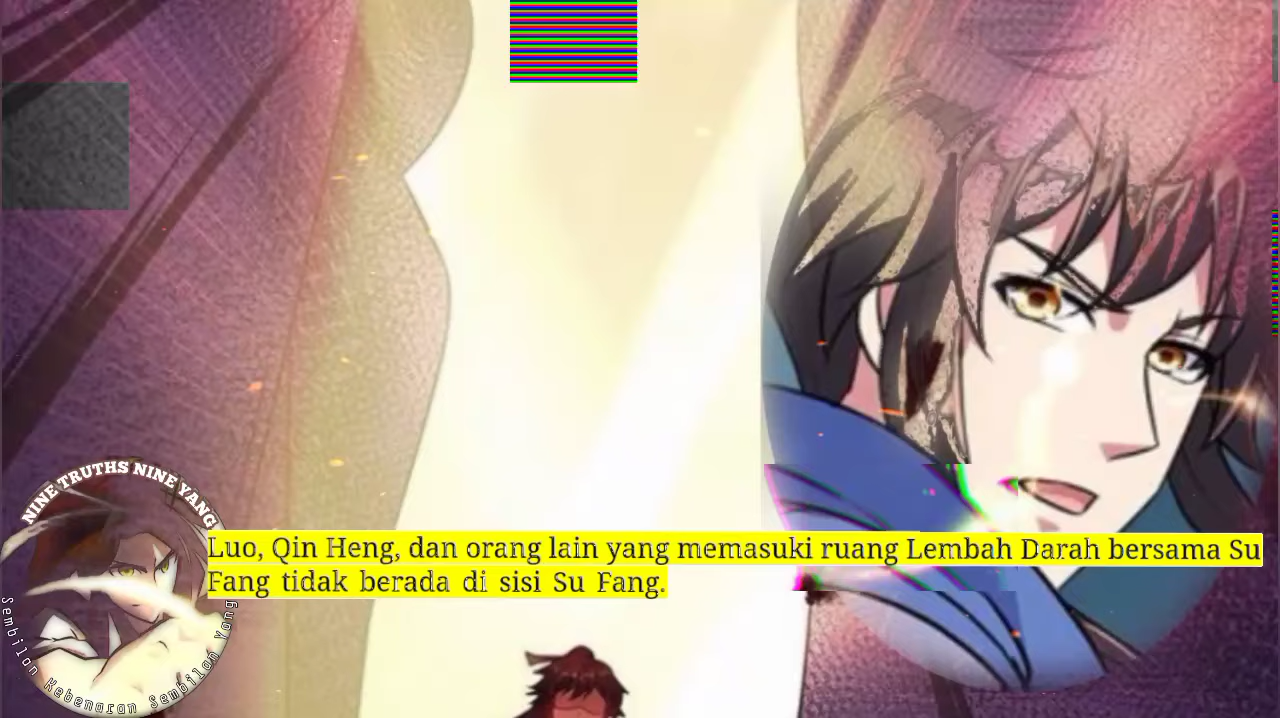 NINE TRUTHS NINE YANG
Luo, Qin Heng, dan orang lain yang memasuki ruang Lembah Darah bersama Su
Fang tidak berada di sisi Su Fang.
Sembilan Kebenaran Sembilan Yang